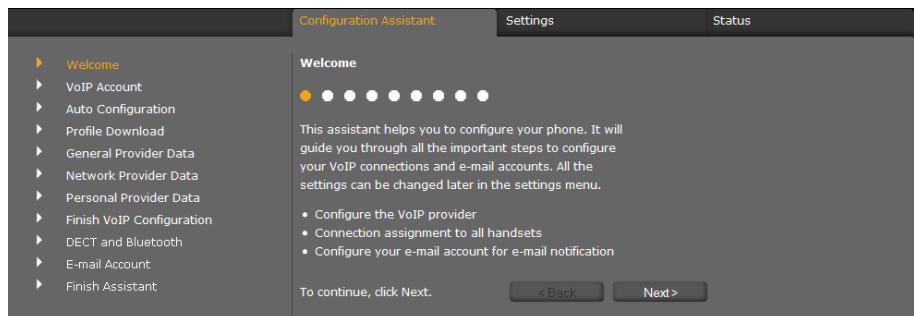 Configuration Assistant
Settings
Status
Welcome
VoIP Account
Auto Configuration
Profile Download
General Provider Data
Network Provider Data
Personal Provider Data
Finish VoIP Configuration
DECT and Bluetooth
E-mail Account
Finish Assistant
Welcome
This assistant helps you to configure your phone. It will
guide you through all the important steps to configure
your VoIP connections and e-mail accounts. All the
settings can be changed later in the settings menu.
• Configure the VoIP provider
• Connection assignment to all handsets
• Configure your e-mail account for e-mail notification
To continue, click Next.
<Back
Next>